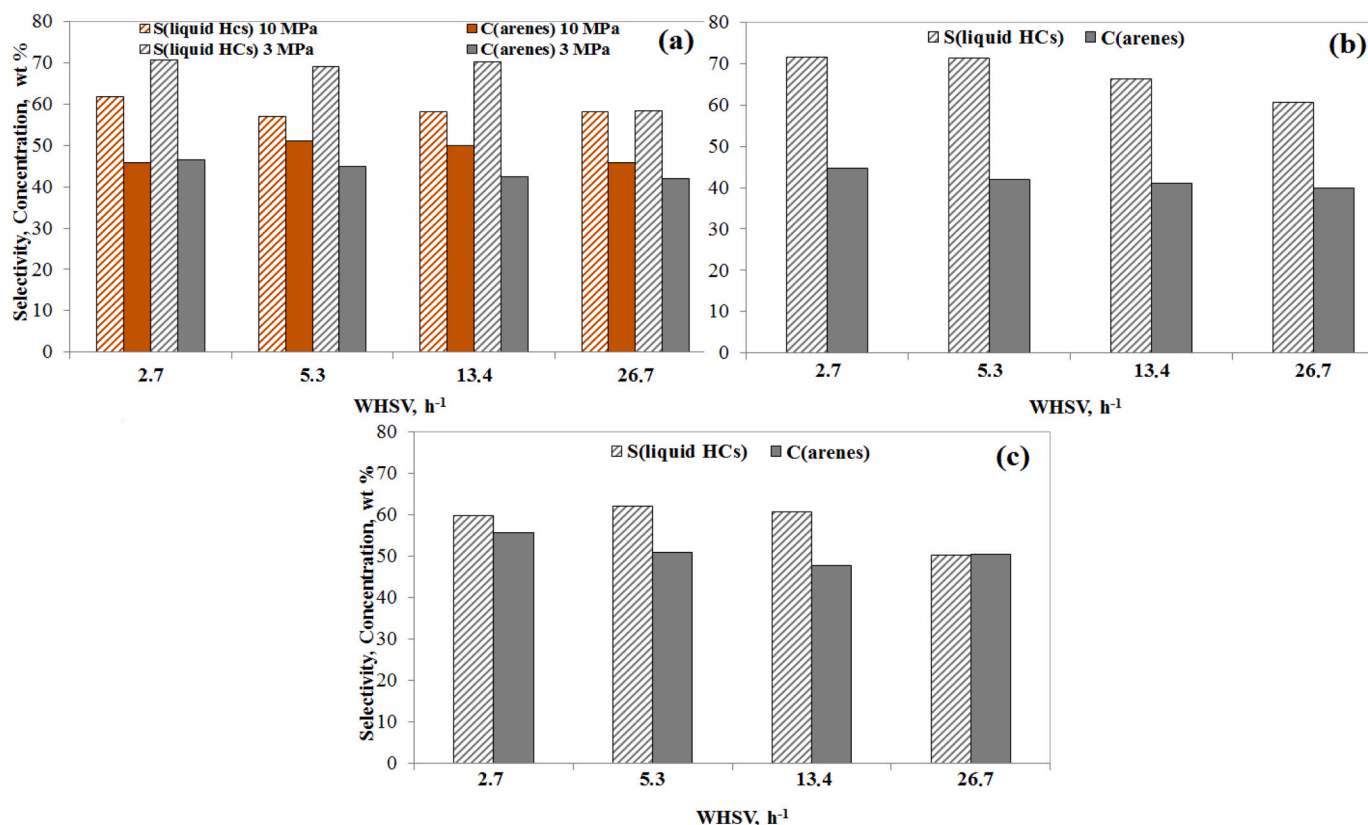 S(liquid Hcs) 10 MPa
C(arenes) 10 MPa
S(liquid HCs) 3 MPa
C(arenes) 3 MPa
(a)
Selectivity, Concentration, wt %
80
70
60
50
40
30
20
10
0
2.7 5.3 13.4 26.7
WHSV, h⁻¹
S(liquid HCs) C(arenes)
(b)
80
70
60
50
40
30
20
10
0
2.7 5.3 13.4 26.7
WHSV, h⁻¹
S(liquid HCs) C(arenes)
(c)
Selectivity, Concentration, wt %
80
70
60
50
40
30
20
10
0
2.7 5.3 13.4 26.7
WHSV, h⁻¹